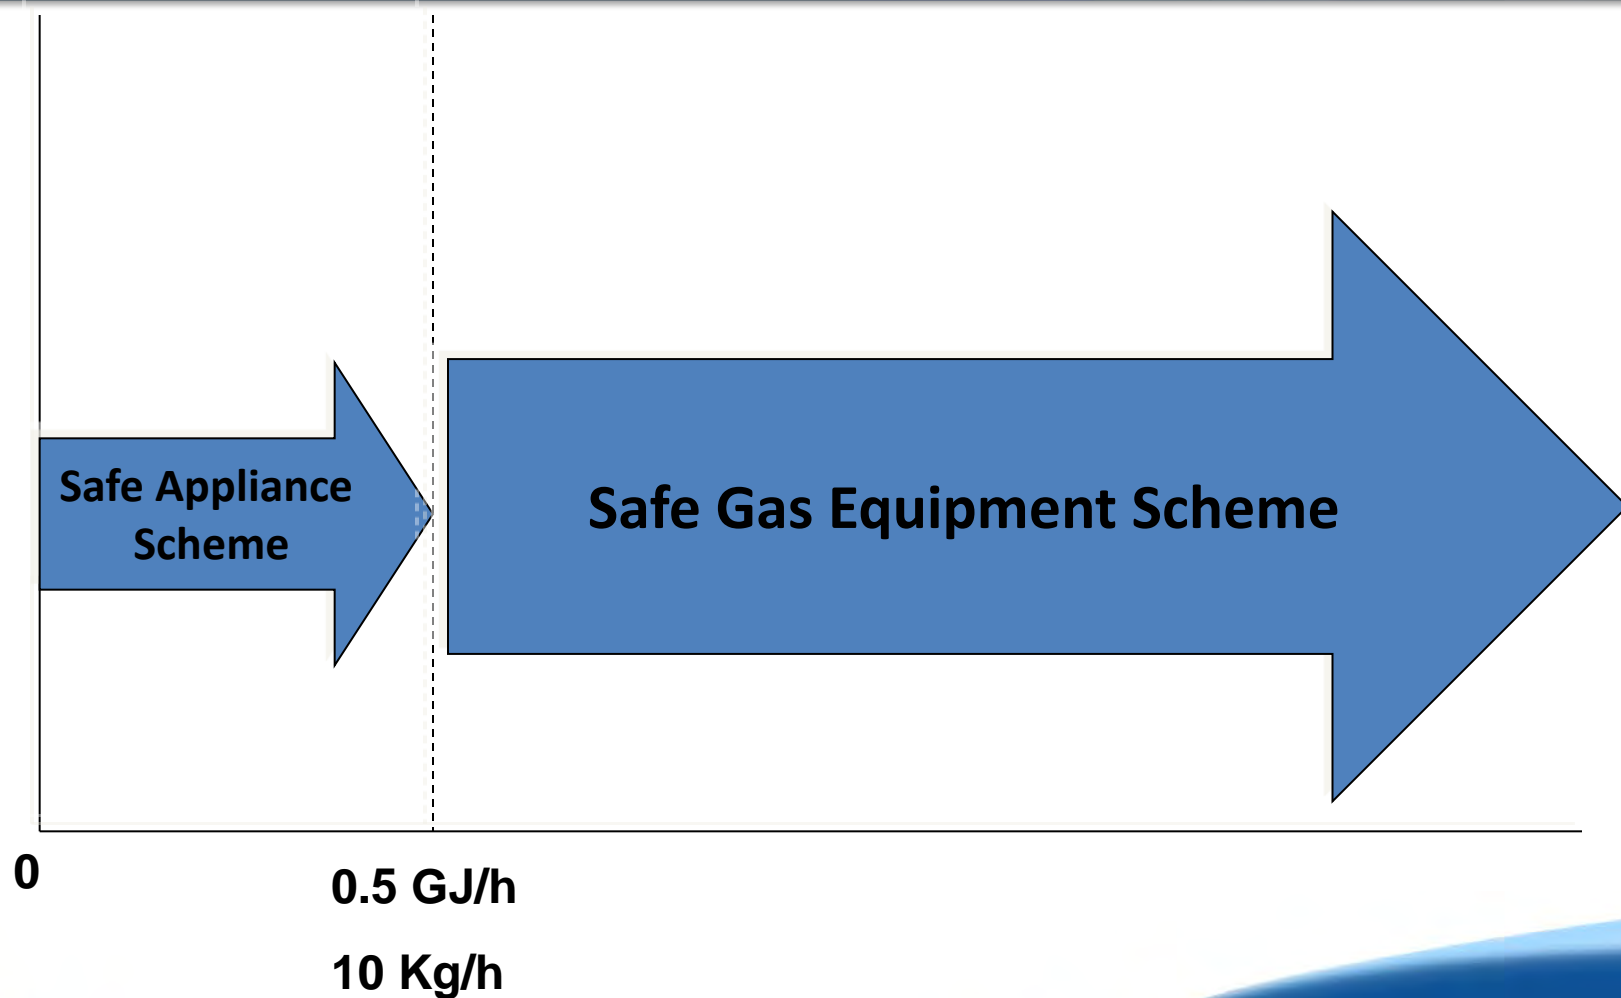 Safe Appliance
Scheme
Safe Gas Equipment Scheme
0
0.5 GJ/h
10 Kg/h